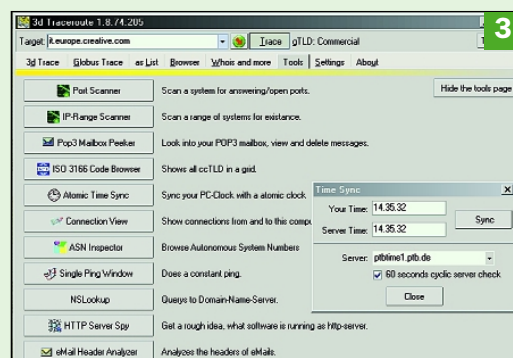 3d Traceroute 1.8.74.205
3
Target: it.europe.creative.com Trace gTLD: Commercial
3d Trace Globus Trace as List Browser Whois and more Tools Settings About
Hide the tools page
Port Scanner Scan a system for answering/open ports.
IP-Range Scanner Scan a range of systems for existance.
Pop3 Mailbox Peeker Look into your POP3 mailbox, view and delete messages.
ISO 3166 Code Browser Shows all ccTLD in a grid.
Atomic Time Sync Sync your PC-Clock with a atomic clock.
Connection View Show connections from and to this
ASN Inspector Browse Autonomous System Numbers
Single Ping Window Does a constant ping.
NSLookup Querys to Domain-Name-Server.
HTTP Server Spy Get a rough idea, what software is running as http-server.
eMail Header Analyzer Analyzes the headers of eMails.
Time Sync
Your Time: 14.35.32
Sync
Server Time: 14.35.32
Server: ptbtime1.ptb.de
60 seconds cyclic server check
Close